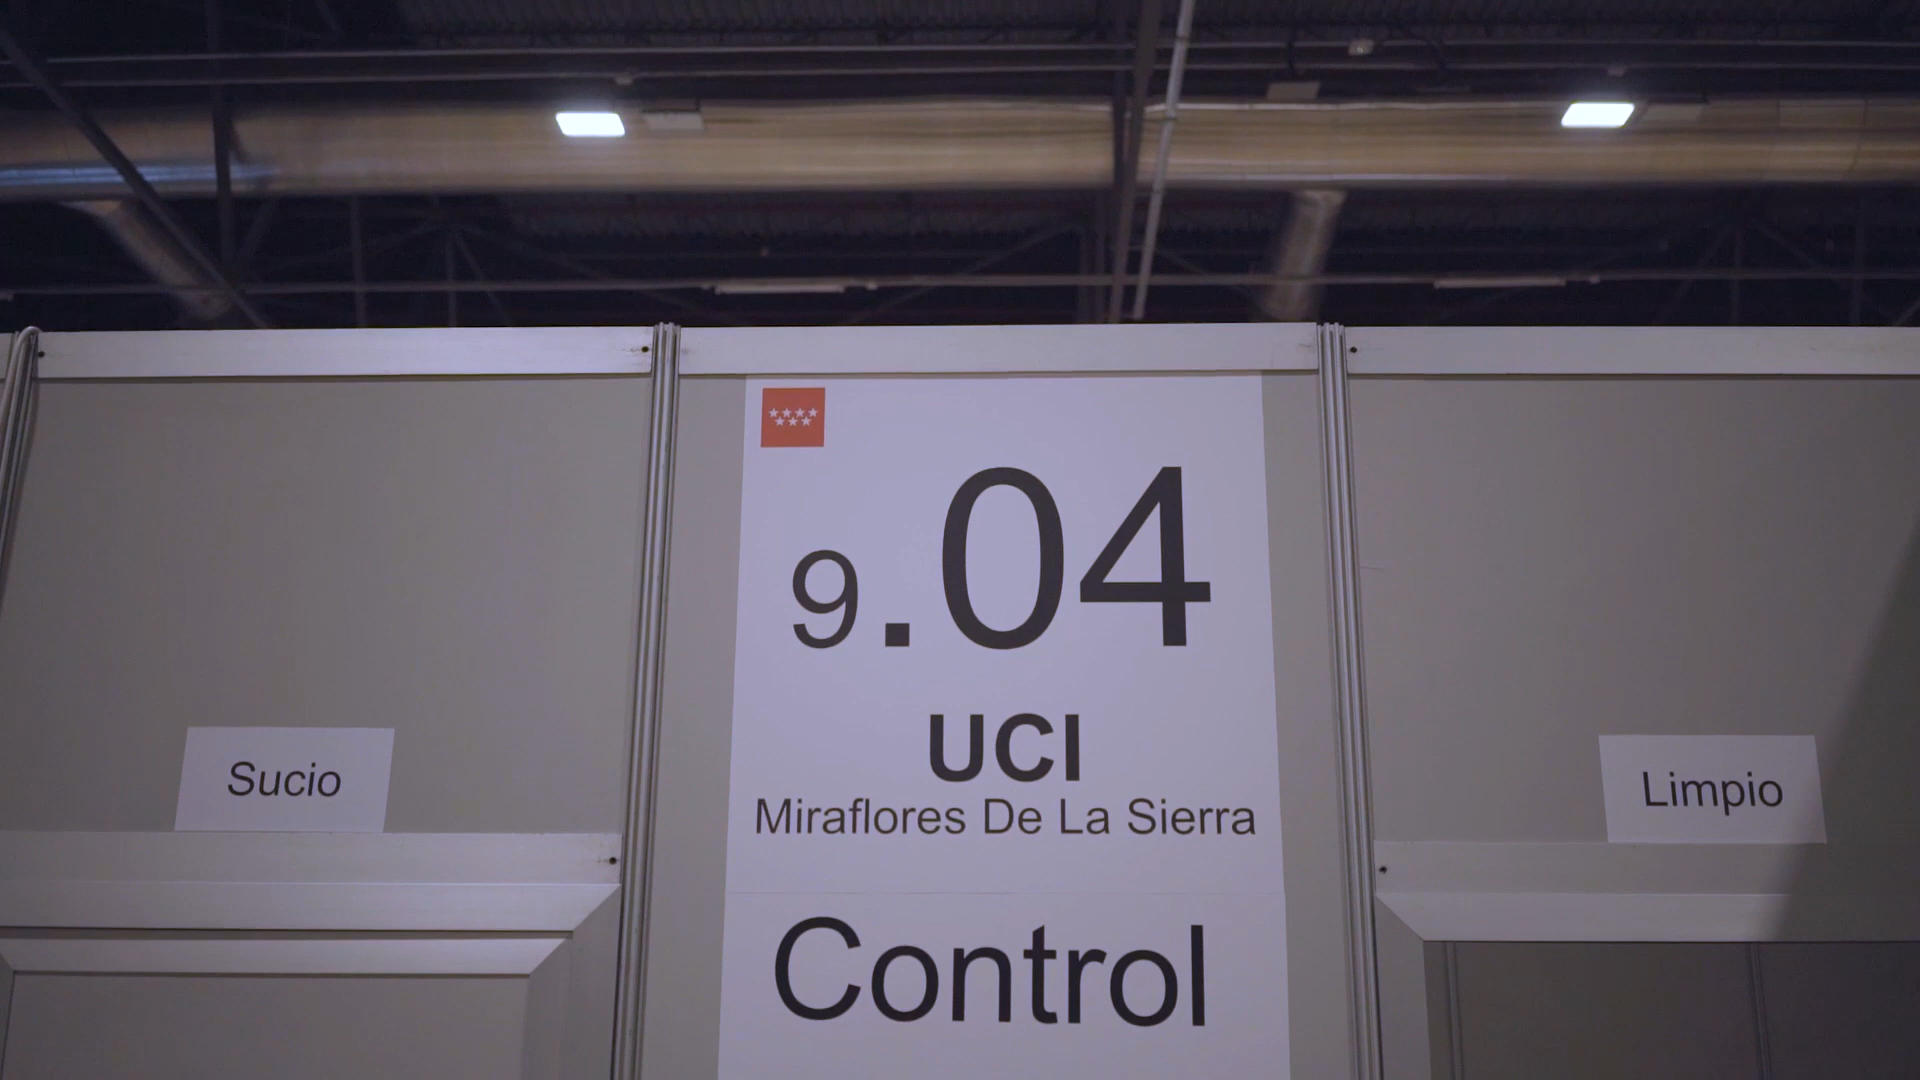 9.04
UCI
Miraflores De La Sierra
Sucio
Limpio
Control